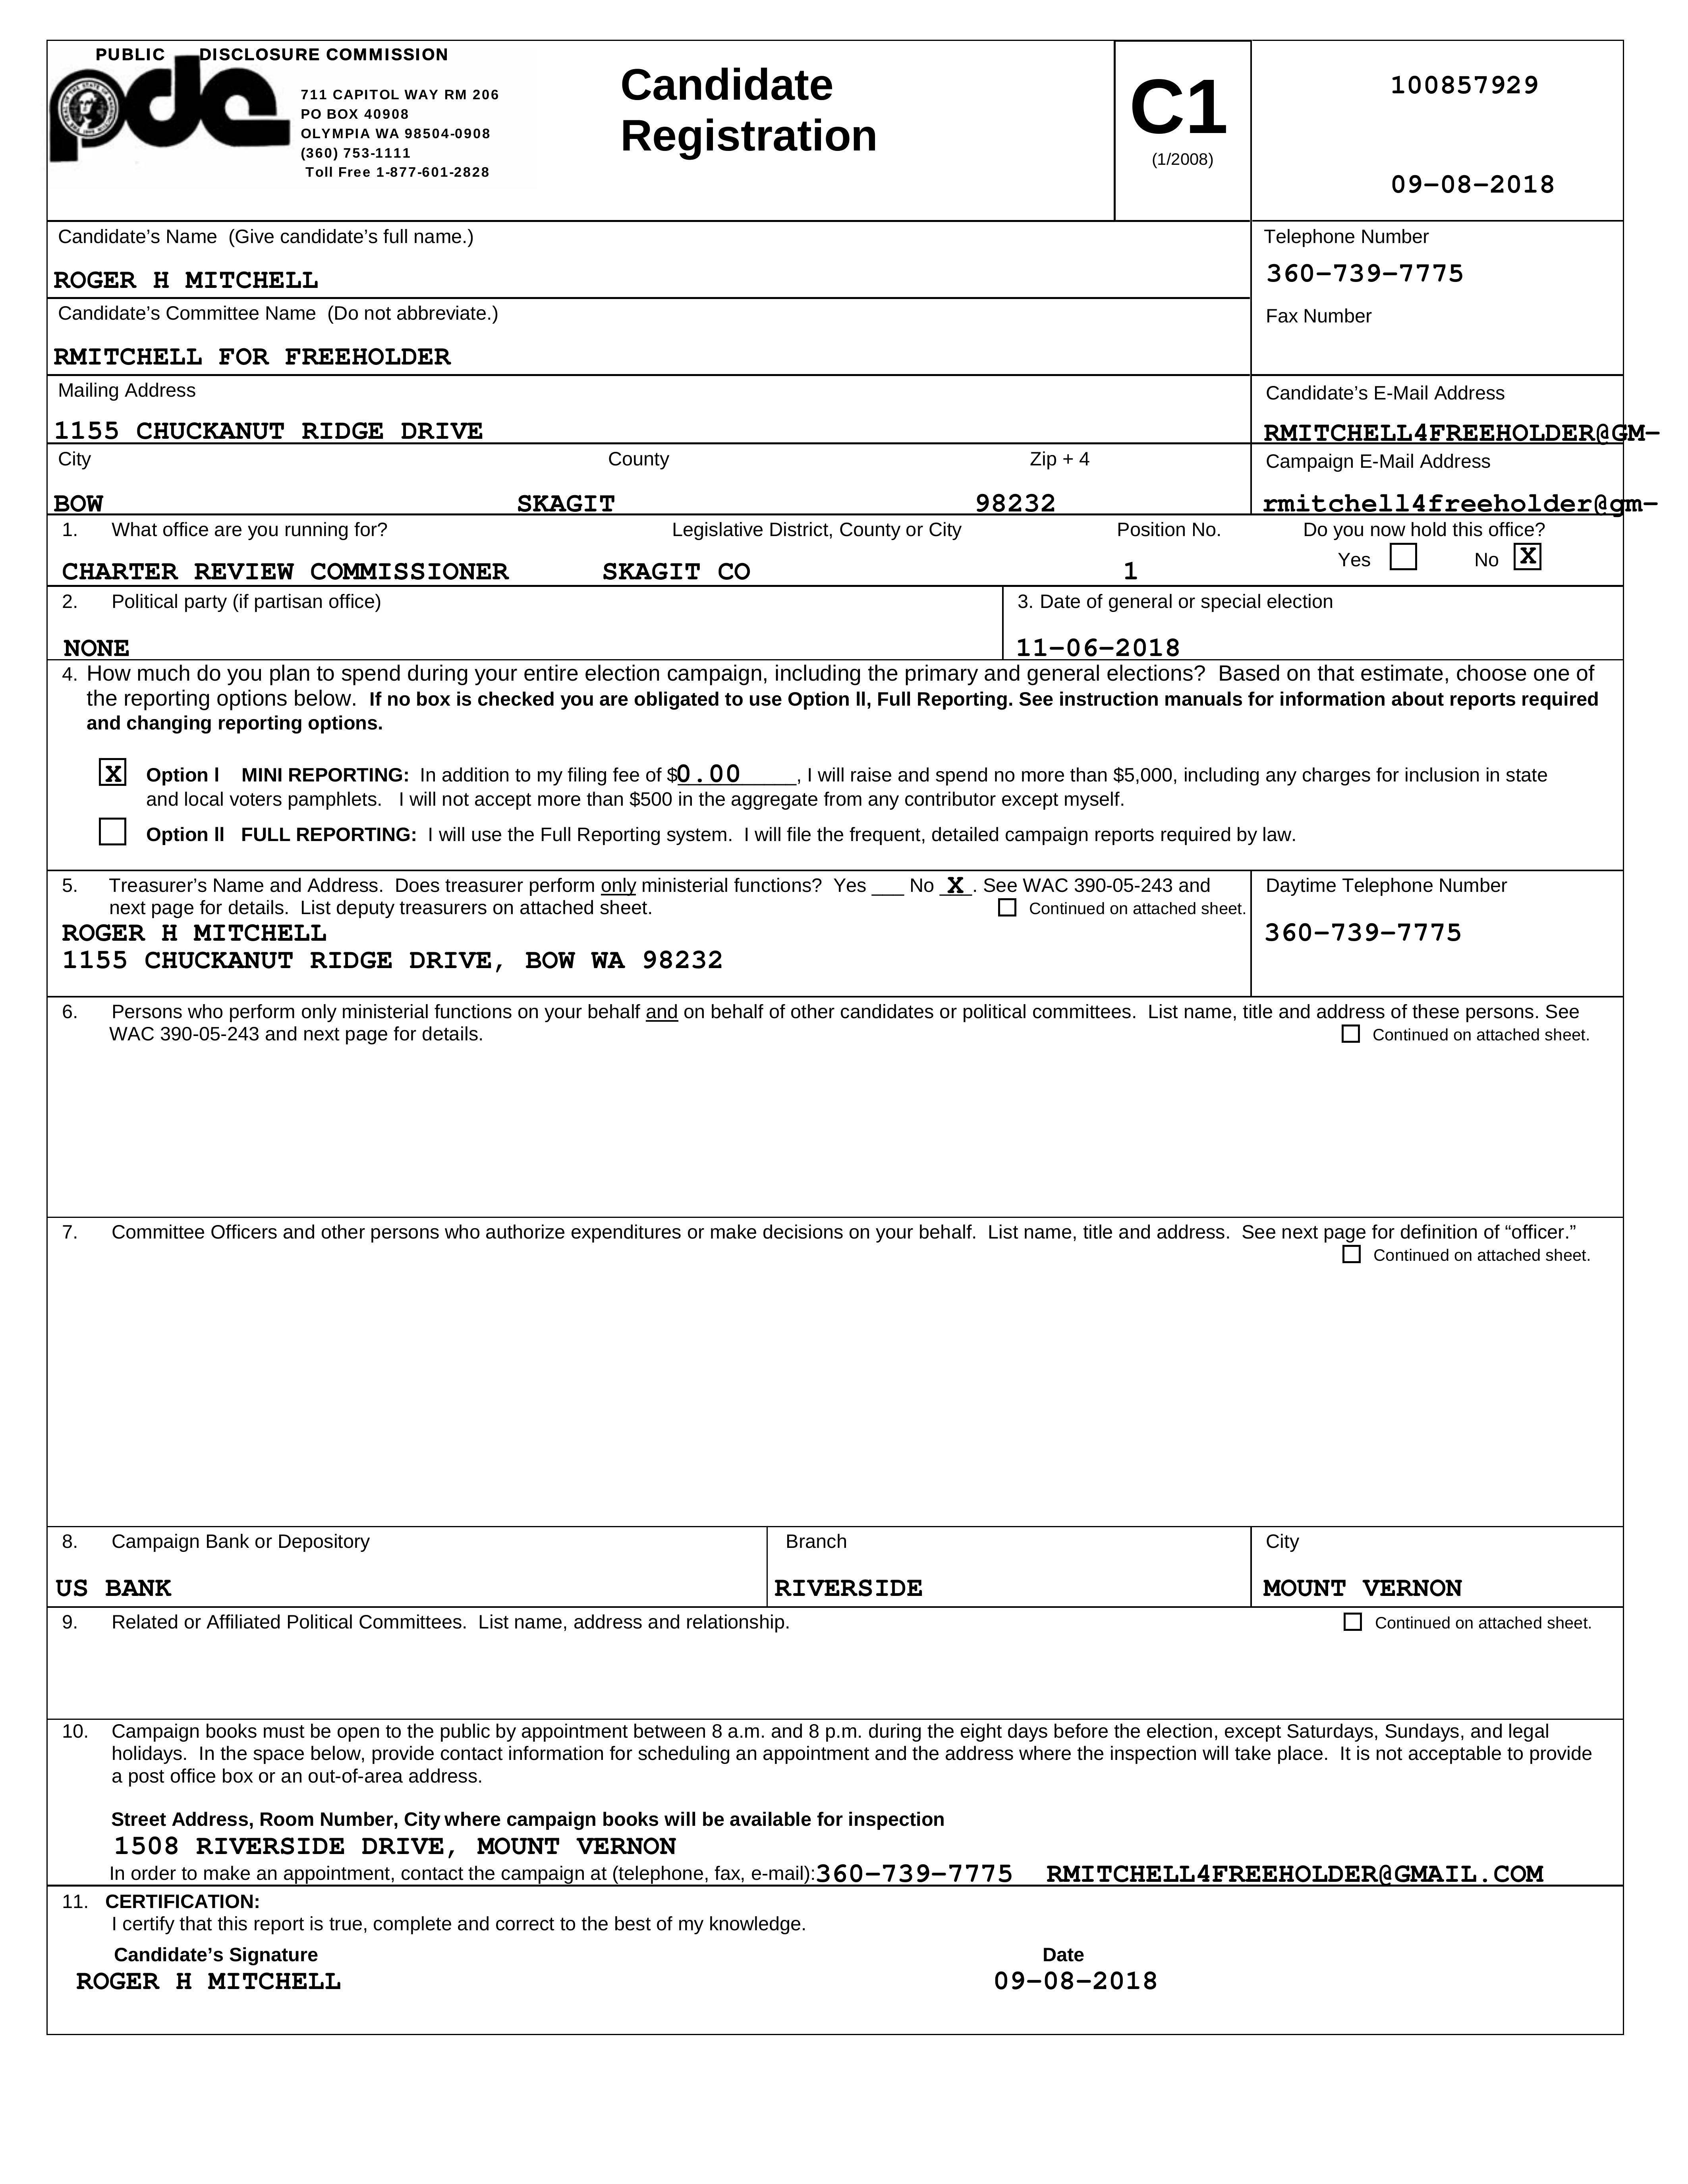 PUBLIC DISCLOSURE COMMISSION
pdc
711 CAPITOL WAY RM 206
PO BOX 40908
OLYMPIA WA 98504-0908
(360) 753-1111
Toll Free 1-877-601-2828
Candidate
Registration
C1
(1/2008)
100857929
09-08-2018
Candidate's Name (Give candidate's full name.)
ROGER H MITCHELL
Telephone Number
360-739-7775
Candidate's Committee Name (Do not abbreviate.)
RMITCHELL FOR FREEHOLDER
Fax Number
Mailing Address
1155 CHUCKANUT RIDGE DRIVE
Candidate's E-Mail Address
RMITCHELL4FREEHOLDER@GM-
City County Zip + 4
BOW SKAGIT 98232
Campaign E-Mail Address
rmitchell4freeholder@gm-
1. What office are you running for? Legislative District, County or City Position No. Do you now hold this office?
Yes No X
CHARTER REVIEW COMMISSIONER SKAGIT CO 1
2. Political party (if partisan office)
NONE
3. Date of general or special election
11-06-2018
4. How much do you plan to spend during your entire election campaign, including the primary and general elections? Based on that estimate, choose one of
the reporting options below. If no box is checked you are obligated to use Option ll, Full Reporting. See instruction manuals for information about reports required
and changing reporting options.
X Option l MINI REPORTING: In addition to my filing fee of $0.00, I will raise and spend no more than $5,000, including any charges for inclusion in state
and local voters pamphlets. I will not accept more than $500 in the aggregate from any contributor except myself.
Option ll FULL REPORTING: I will use the Full Reporting system. I will file the frequent, detailed campaign reports required by law.
5. Treasurer's Name and Address. Does treasurer perform only ministerial functions? Yes ___ No _X_. See WAC 390-05-243 and
next page for details. List deputy treasurers on attached sheet. Continued on attached sheet.
ROGER H MITCHELL
1155 CHUCKANUT RIDGE DRIVE, BOW WA 98232
Daytime Telephone Number
360-739-7775
6. Persons who perform only ministerial functions on your behalf and on behalf of other candidates or political committees. List name, title and address of these persons. See
WAC 390-05-243 and next page for details. Continued on attached sheet.
7. Committee Officers and other persons who authorize expenditures or make decisions on your behalf. List name, title and address. See next page for definition of “officer.”
Continued on attached sheet.
8. Campaign Bank or Depository Branch City
US BANK RIVERSIDE MOUNT VERNON
9. Related or Affiliated Political Committees. List name, address and relationship. Continued on attached sheet.
10. Campaign books must be open to the public by appointment between 8 a.m. and 8 p.m. during the eight days before the election, except Saturdays, Sundays, and legal
holidays. In the space below, provide contact information for scheduling an appointment and the address where the inspection will take place. It is not acceptable to provide
a post office box or an out-of-area address.
Street Address, Room Number, City where campaign books will be available for inspection
1508 RIVERSIDE DRIVE, MOUNT VERNON
In order to make an appointment, contact the campaign at (telephone, fax, e-mail):360-739-7775 RMITCHELL4FREEHOLDER@GMAIL.COM
11. CERTIFICATION:
I certify that this report is true, complete and correct to the best of my knowledge.
Candidate's Signature Date
ROGER H MITCHELL 09-08-2018